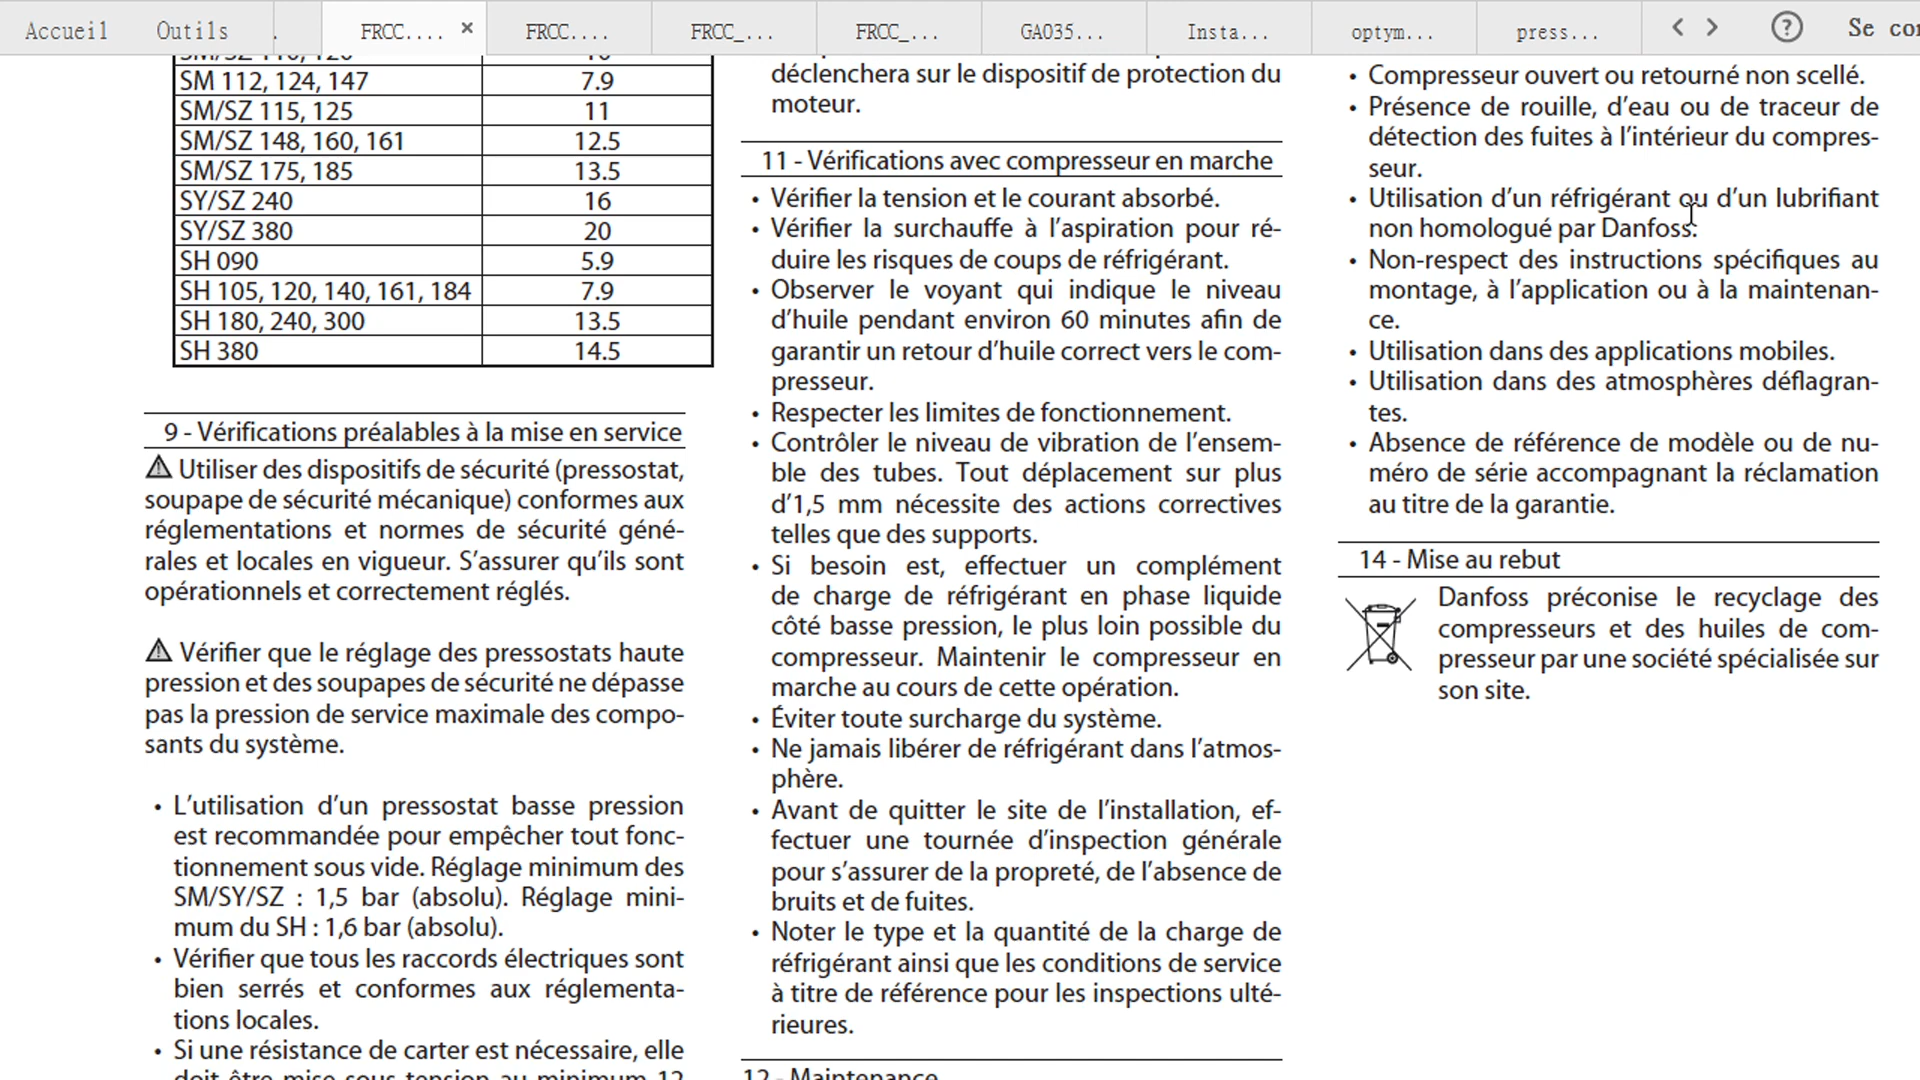 Accueil
Outils
.
FRCC....
×
FRCC....
FRCC_...
FRCC_...
GA035...
Insta...
optym...
press...
?
Se co
SM 112, 124, 147 7.9
SM/SZ 115, 125 11
SM/SZ 148, 160, 161 12.5
SM/SZ 175, 185 13.5
SY/SZ 240 16
SY/SZ 380 20
SH 090 5.9
SH 105, 120, 140, 161, 184 7.9
SH 180, 240, 300 13.5
SH 380 14.5
9 - Vérifications préalables à la mise en service
Utiliser des dispositifs de sécurité (pressostat,
soupape de sécurité mécanique) conformes aux
réglementations et normes de sécurité géné-
rales et locales en vigueur. S’assurer qu’ils sont
opérationnels et correctement réglés.
Vérifier que le réglage des pressostats haute
pression et des soupapes de sécurité ne dépasse
pas la pression de service maximale des compo-
sants du système.
• L’utilisation d’un pressostat basse pression
est recommandée pour empêcher tout fonc-
tionnement sous vide. Réglage minimum des
SM/SY/SZ : 1,5 bar (absolu). Réglage mini-
mum du SH : 1,6 bar (absolu).
• Vérifier que tous les raccords électriques sont
bien serrés et conformes aux réglementa-
tions locales.
• Si une résistance de carter est nécessaire, elle
doit être mise sous tension au minimum 12
déclenchera sur le dispositif de protection du
moteur.
11 - Vérifications avec compresseur en marche
• Vérifier la tension et le courant absorbé.
• Vérifier la surchauffe à l’aspiration pour ré-
duire les risques de coups de réfrigérant.
• Observer le voyant qui indique le niveau
d’huile pendant environ 60 minutes afin de
garantir un retour d’huile correct vers le com-
presseur.
• Respecter les limites de fonctionnement.
• Contrôler le niveau de vibration de l’ensem-
ble des tubes. Tout déplacement sur plus
d’1,5 mm nécessite des actions correctives
telles que des supports.
• Si besoin est, effectuer un complément
de charge de réfrigérant en phase liquide
côté basse pression, le plus loin possible du
compresseur. Maintenir le compresseur en
marche au cours de cette opération.
• Éviter toute surcharge du système.
• Ne jamais libérer de réfrigérant dans l’atmos-
phère.
• Avant de quitter le site de l’installation, ef-
fectuer une tournée d’inspection générale
pour s’assurer de la propreté, de l’absence de
bruits et de fuites.
• Noter le type et la quantité de la charge de
réfrigérant ainsi que les conditions de service
à titre de référence pour les inspections ulté-
rieures.
12 - Maintenance
• Compresseur ouvert ou retourné non scellé.
• Présence de rouille, d’eau ou de traceur de
détection des fuites à l’intérieur du compres-
seur.
• Utilisation d’un réfrigérant ou d’un lubrifiant
non homologué par Danfoss.
• Non-respect des instructions spécifiques au
montage, à l’application ou à la maintenan-
ce.
• Utilisation dans des applications mobiles.
• Utilisation dans des atmosphères déflagran-
tes.
• Absence de référence de modèle ou de nu-
méro de série accompagnant la réclamation
au titre de la garantie.
14 - Mise au rebut
Danfoss préconise le recyclage des
compresseurs et des huiles de com-
presseur par une société spécialisée sur
son site.